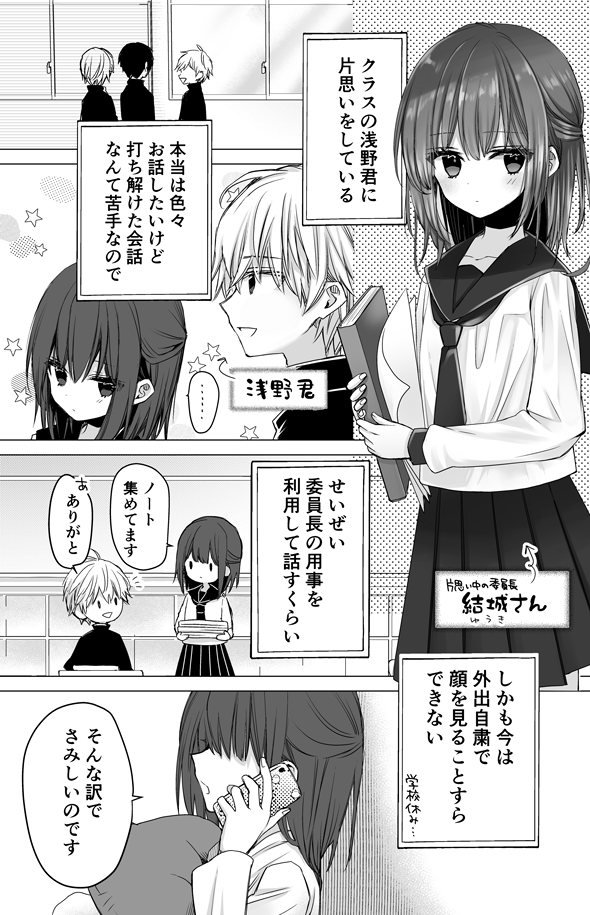 クラスの浅野君に
片思いをしている
本当は色々
お話したいけど
打ち解けた会話
なんて苦手なので
浅野君
……
せいぜい
委員長の用事を
利用して話すくらい
ノート
集めてます
あ
ありがと
片思い中の委員長
結城さん
ゆうき
しかも今は
外出自粛で
顔を見ることすら
できない
学校休み…
そんな訳で
さみしいのです